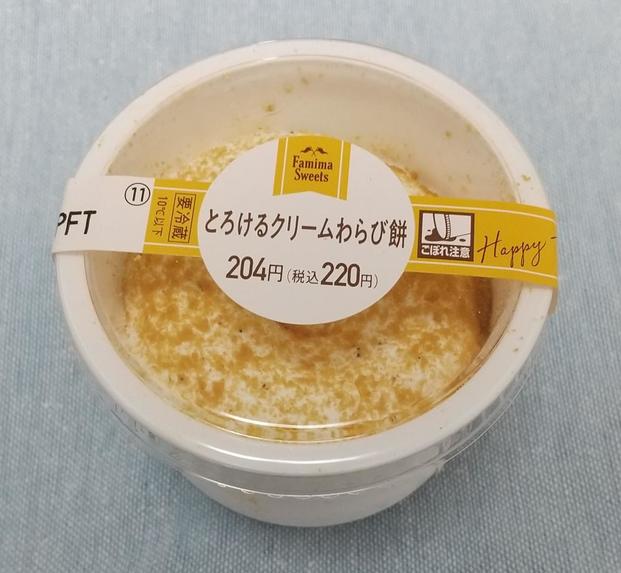 Famima
Sweets
PFT
⑪
要冷蔵
10℃以下
とろけるクリームわらび餅
204円(税込220円)
こぼれ注意
Happy